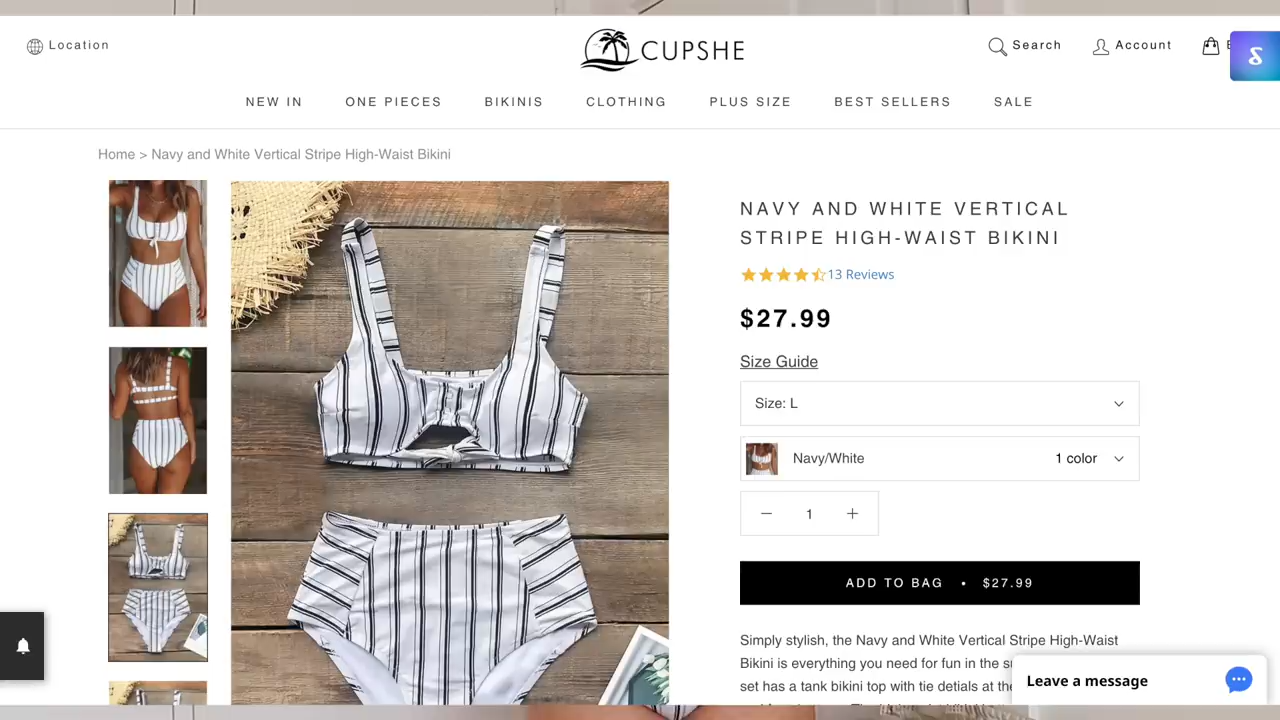 Location
CUPSHE
Search
Account
NEW IN
ONE PIECES
BIKINIS
CLOTHING
PLUS SIZE
BEST SELLERS
SALE
Home > Navy and White Vertical Stripe High-Waist Bikini
NAVY AND WHITE VERTICAL
STRIPE HIGH-WAIST BIKINI
13 Reviews
$27.99
Size Guide
Size: L
Navy/White
1 color
1
ADD TO BAG • $27.99
Simply stylish, the Navy and White Vertical Stripe High-Waist
Bikini is everything you need for fun in the
set has a tank bikini top with tie detials at
Leave a message